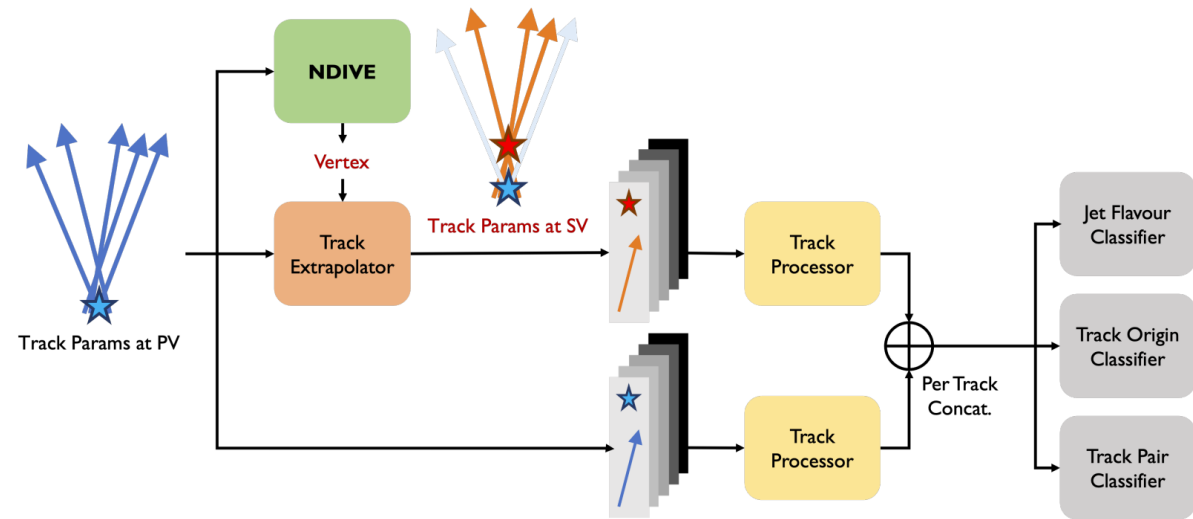 NDIVE
Vertex
Track
Extrapolator
Track Params at SV
Track Params at PV
Track
Processor
Track
Processor
Per Track
Concat.
Jet Flavour
Classifier
Track Origin
Classifier
Track Pair
Classifier